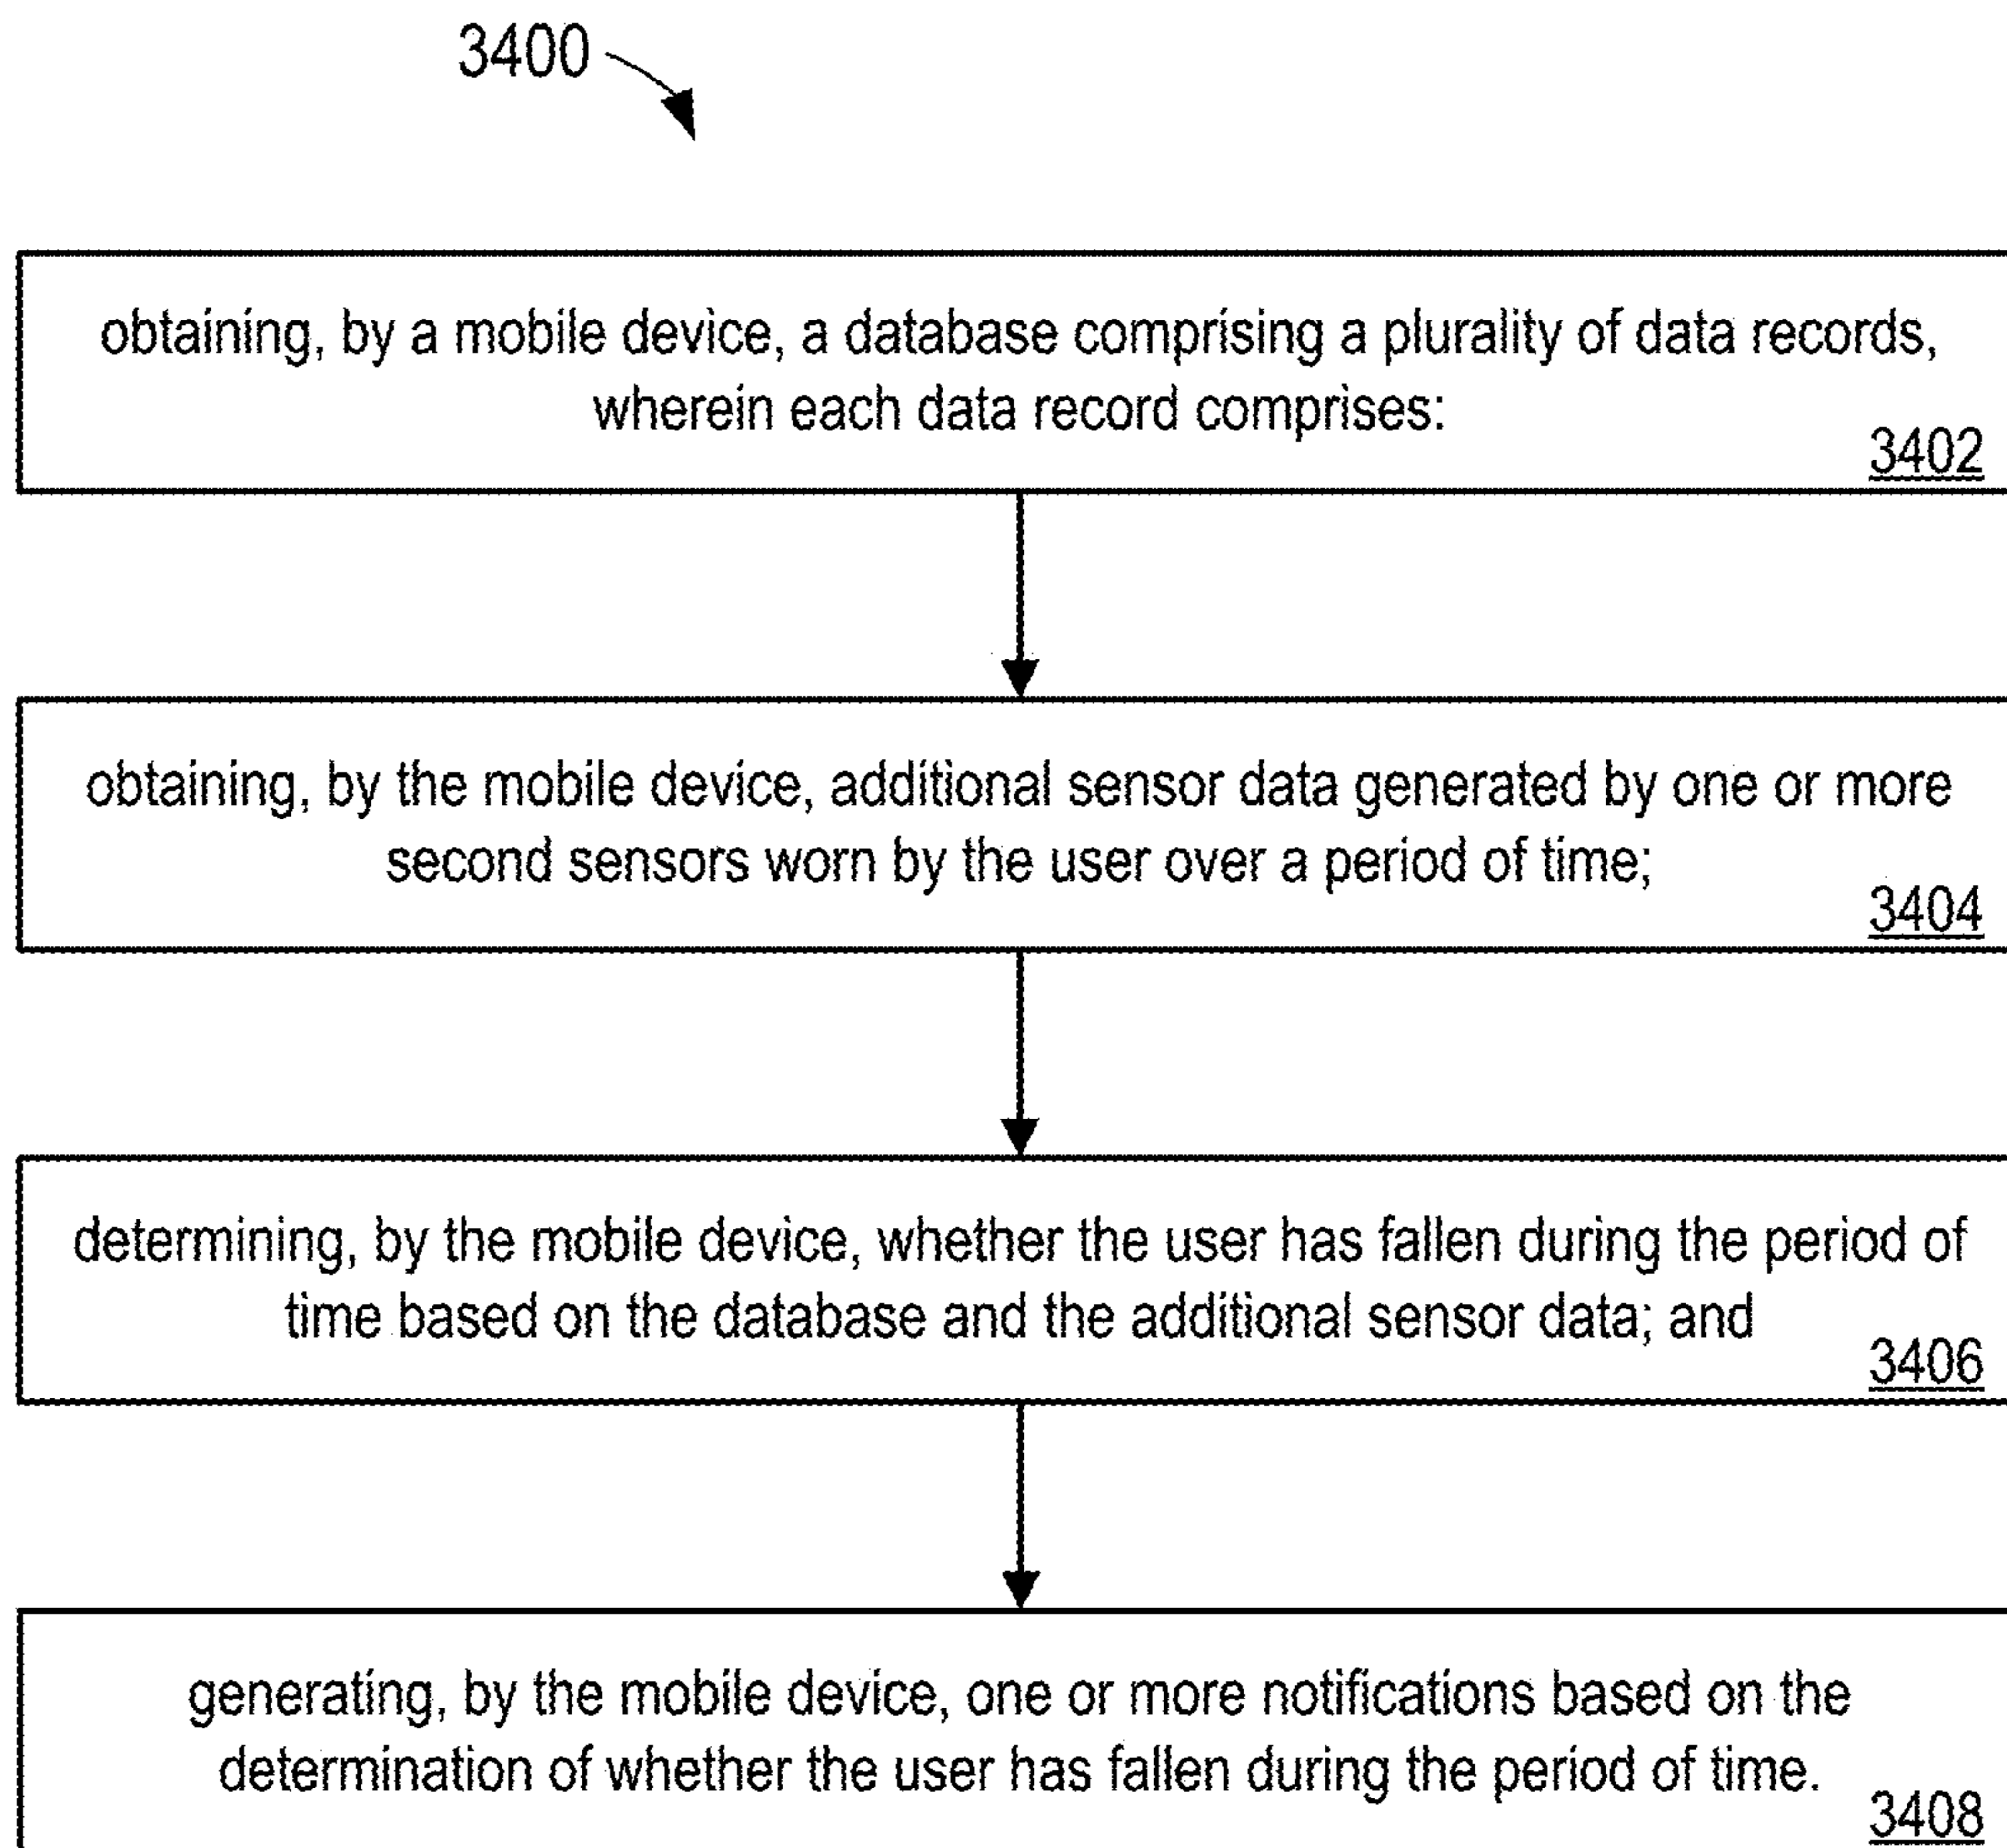 3400
obtaining, by a mobile device, a database comprising a plurality of data records,
wherein each data record comprises:
3402
obtaining, by the mobile device, additional sensor data generated by one or more
second sensors worn by the user over a period of time;
3404
determining, by the mobile device, whether the user has fallen during the period of
time based on the database and the additional sensor data; and
3406
generating, by the mobile device, one or more notifications based on the
determination of whether the user has fallen during the period of time.
3408